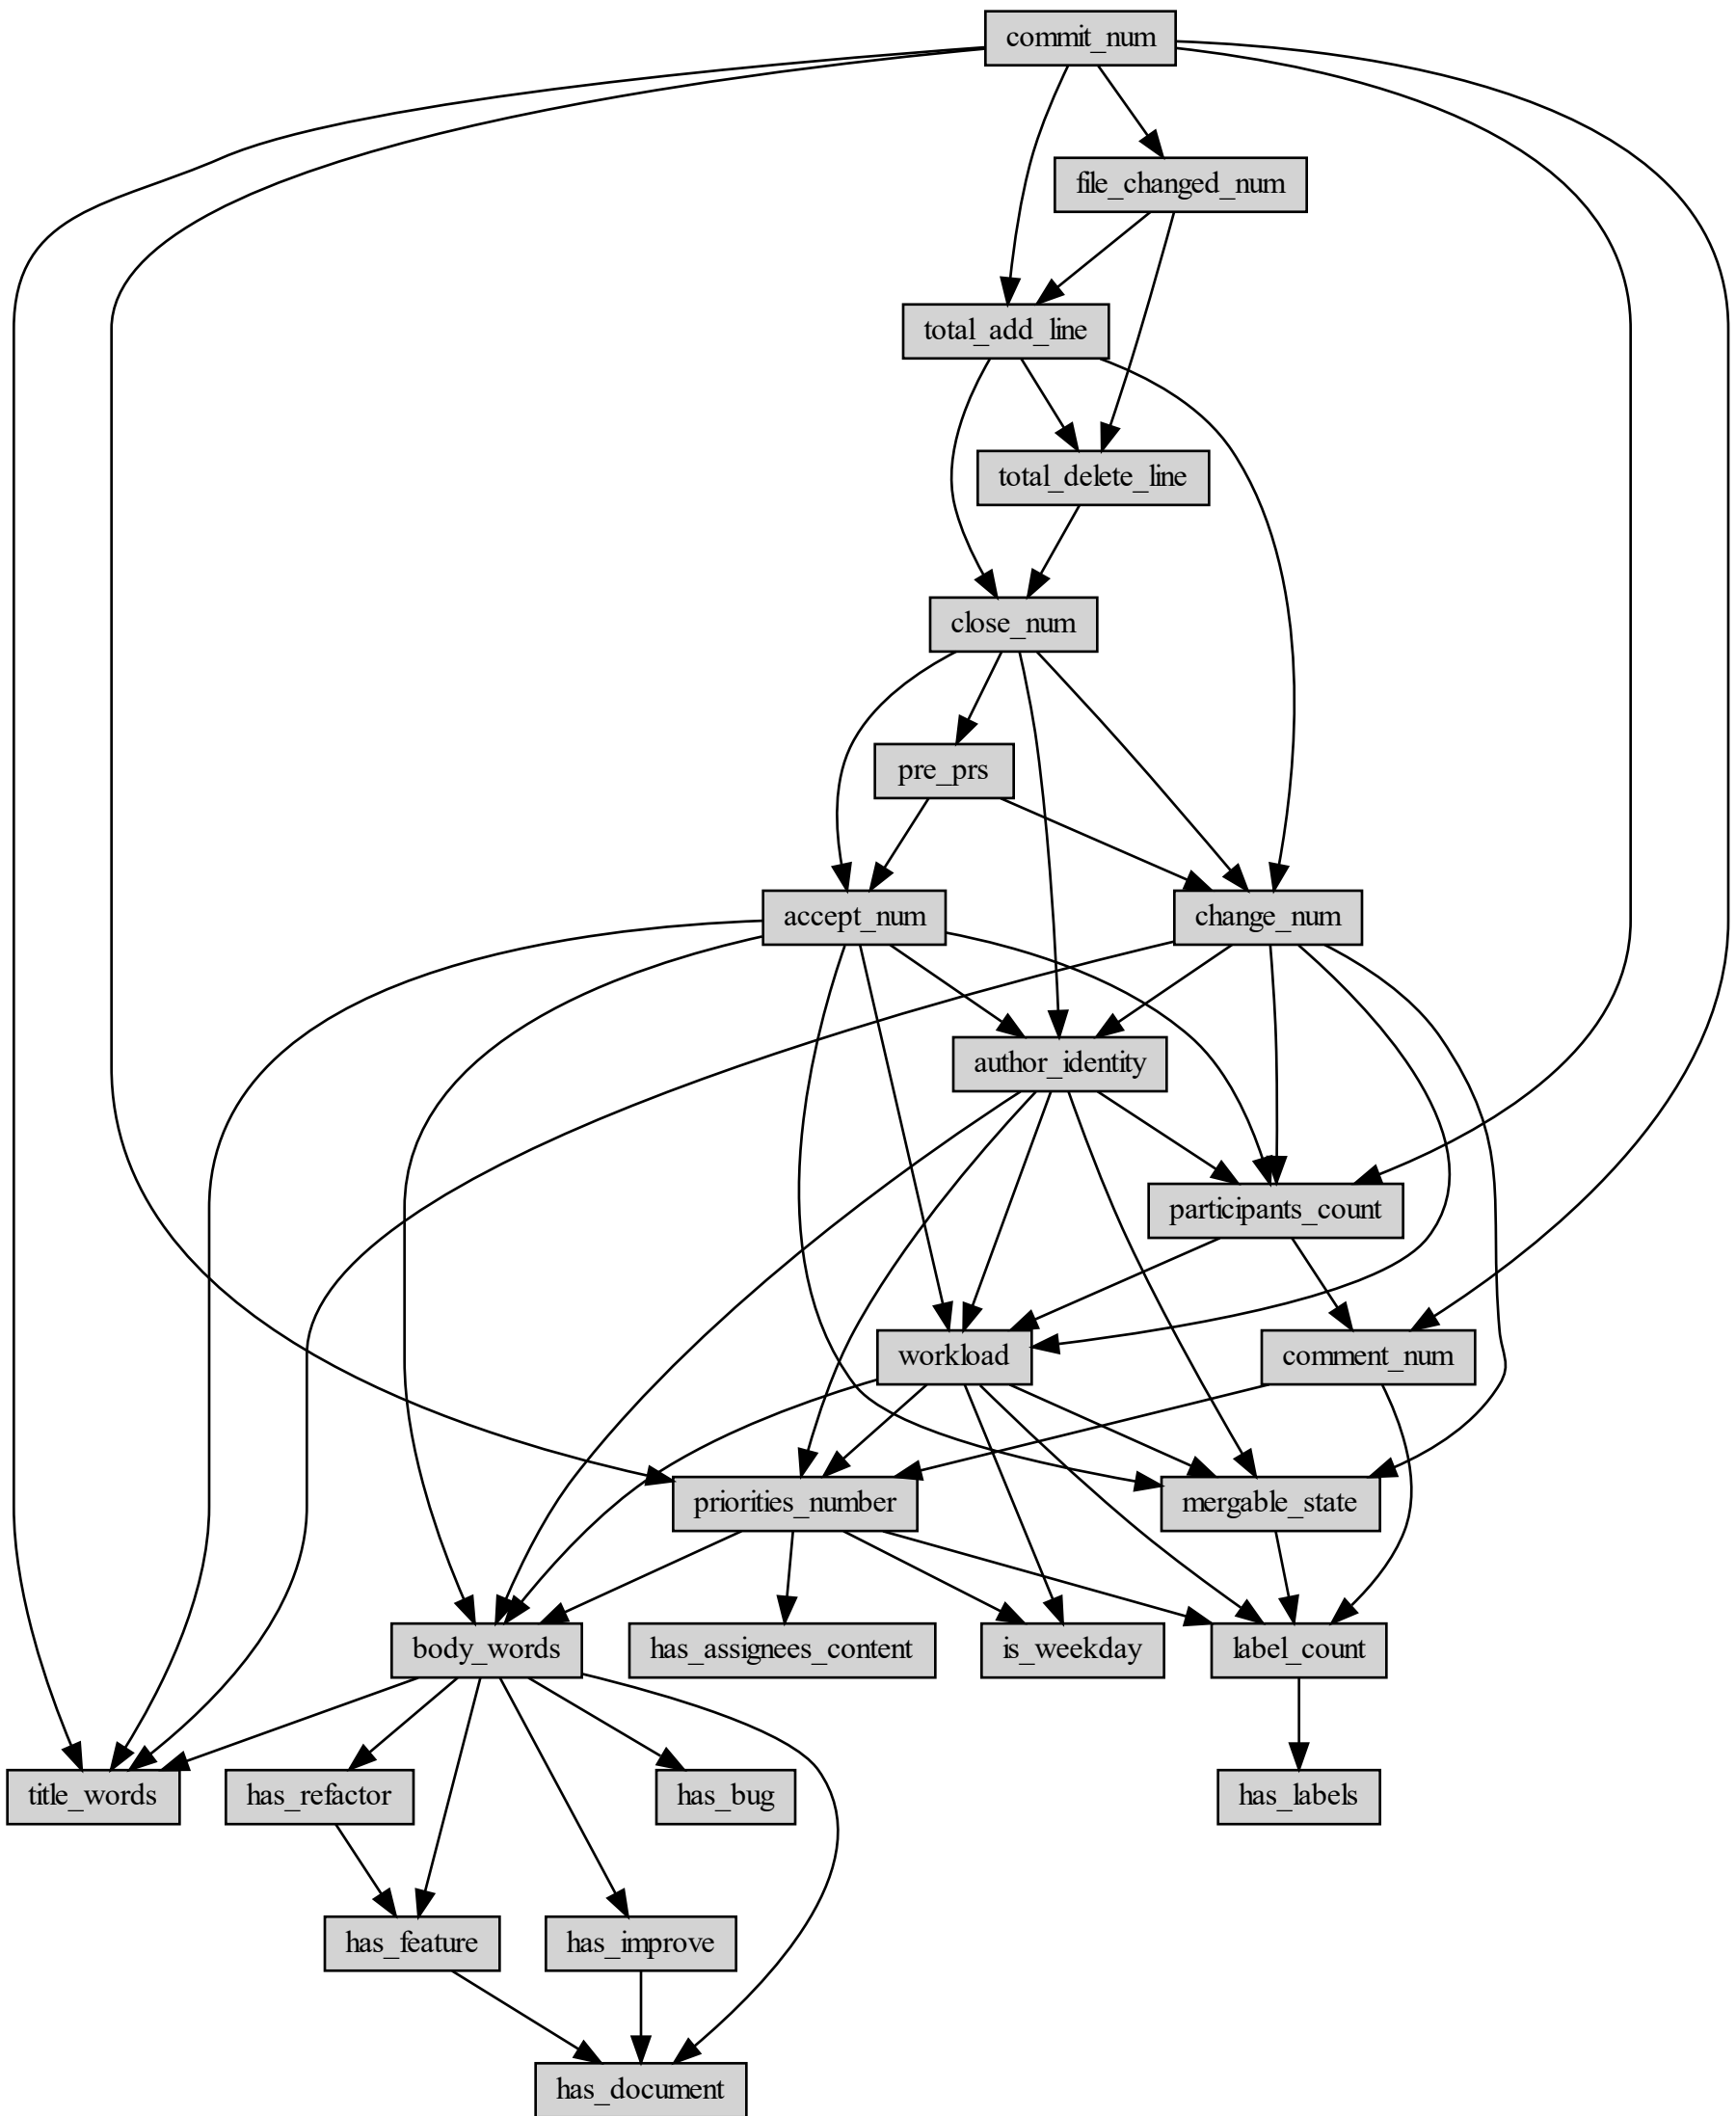 commit_num
file_changed_num
total_add_line
total_delete_line
close_num
pre_prs
accept_num
change_num
author_identity
participants_count
workload
comment_num
priorities_number
mergable_state
body_words
has_assignees_content
is_weekday
label_count
title_words
has_refactor
has_bug
has_labels
has_feature
has_improve
has_document